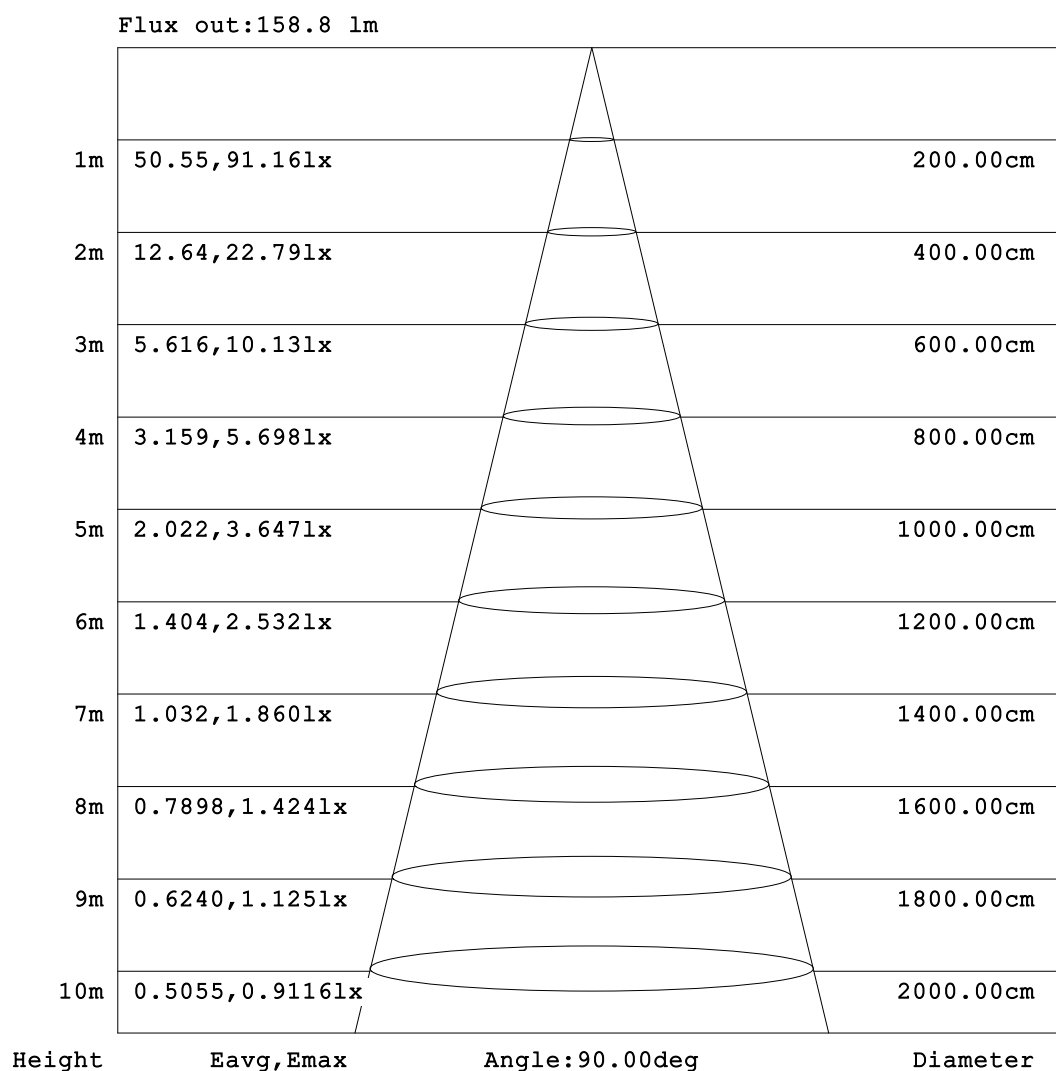 Flux out:158.8 lm
1m 50.55,91.16lx 200.00cm
2m 12.64,22.79lx 400.00cm
3m 5.616,10.13lx 600.00cm
4m 3.159,5.698lx 800.00cm
5m 2.022,3.647lx 1000.00cm
6m 1.404,2.532lx 1200.00cm
7m 1.032,1.860lx 1400.00cm
8m 0.7898,1.424lx 1600.00cm
9m 0.6240,1.125lx 1800.00cm
10m 0.5055,0.9116lx 2000.00cm
Height Eavg,Emax Angle:90.00deg Diameter